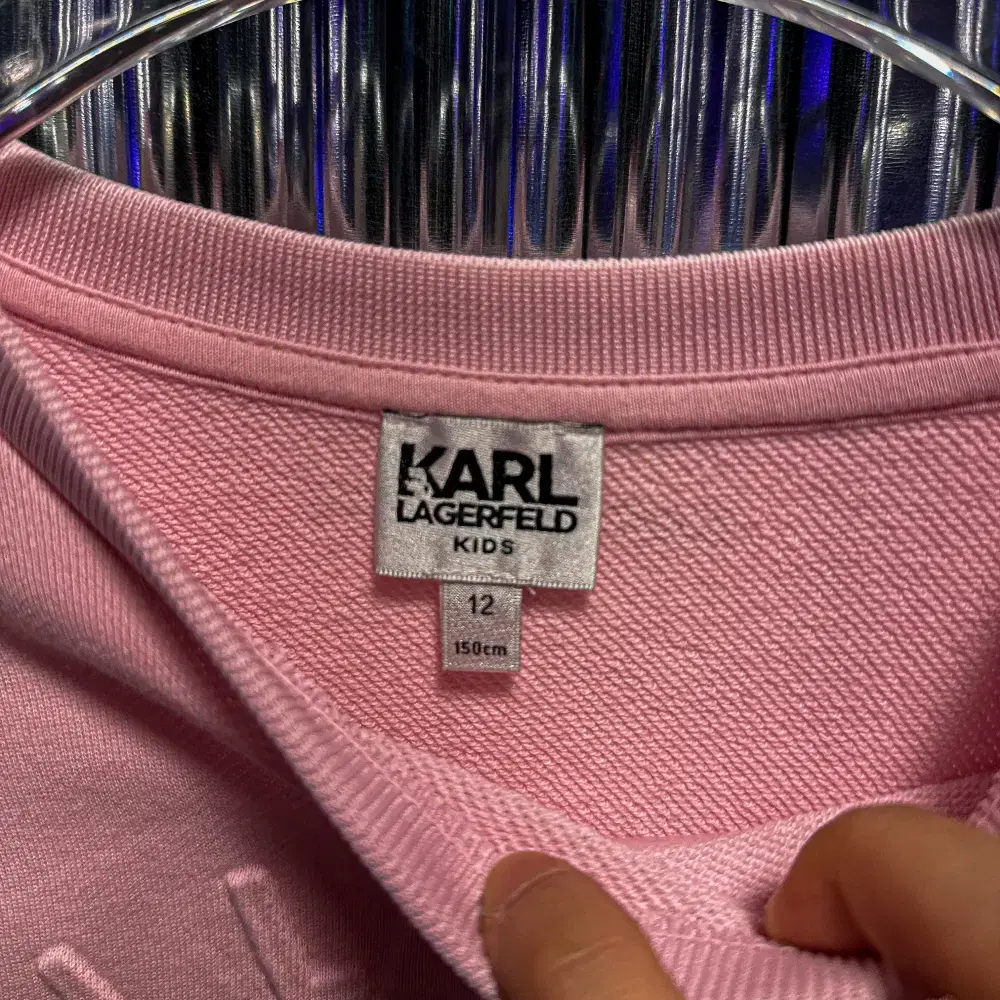 KARL
LAGERFELD
KIDS
12
150cm